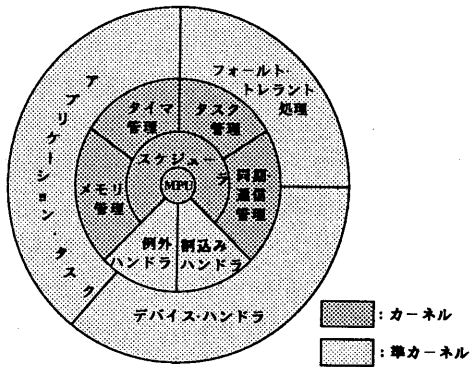 アプリケーション・タスク
フォールト・
トレラント
処理
タイマ
管理
タスク
管理
スケジューラ
メモリ
管理
MPU
同期・
通信
管理
例外
ハンドラ
割込み
ハンドラ
デバイス・ハンドラ
：カーネル
：準カーネル